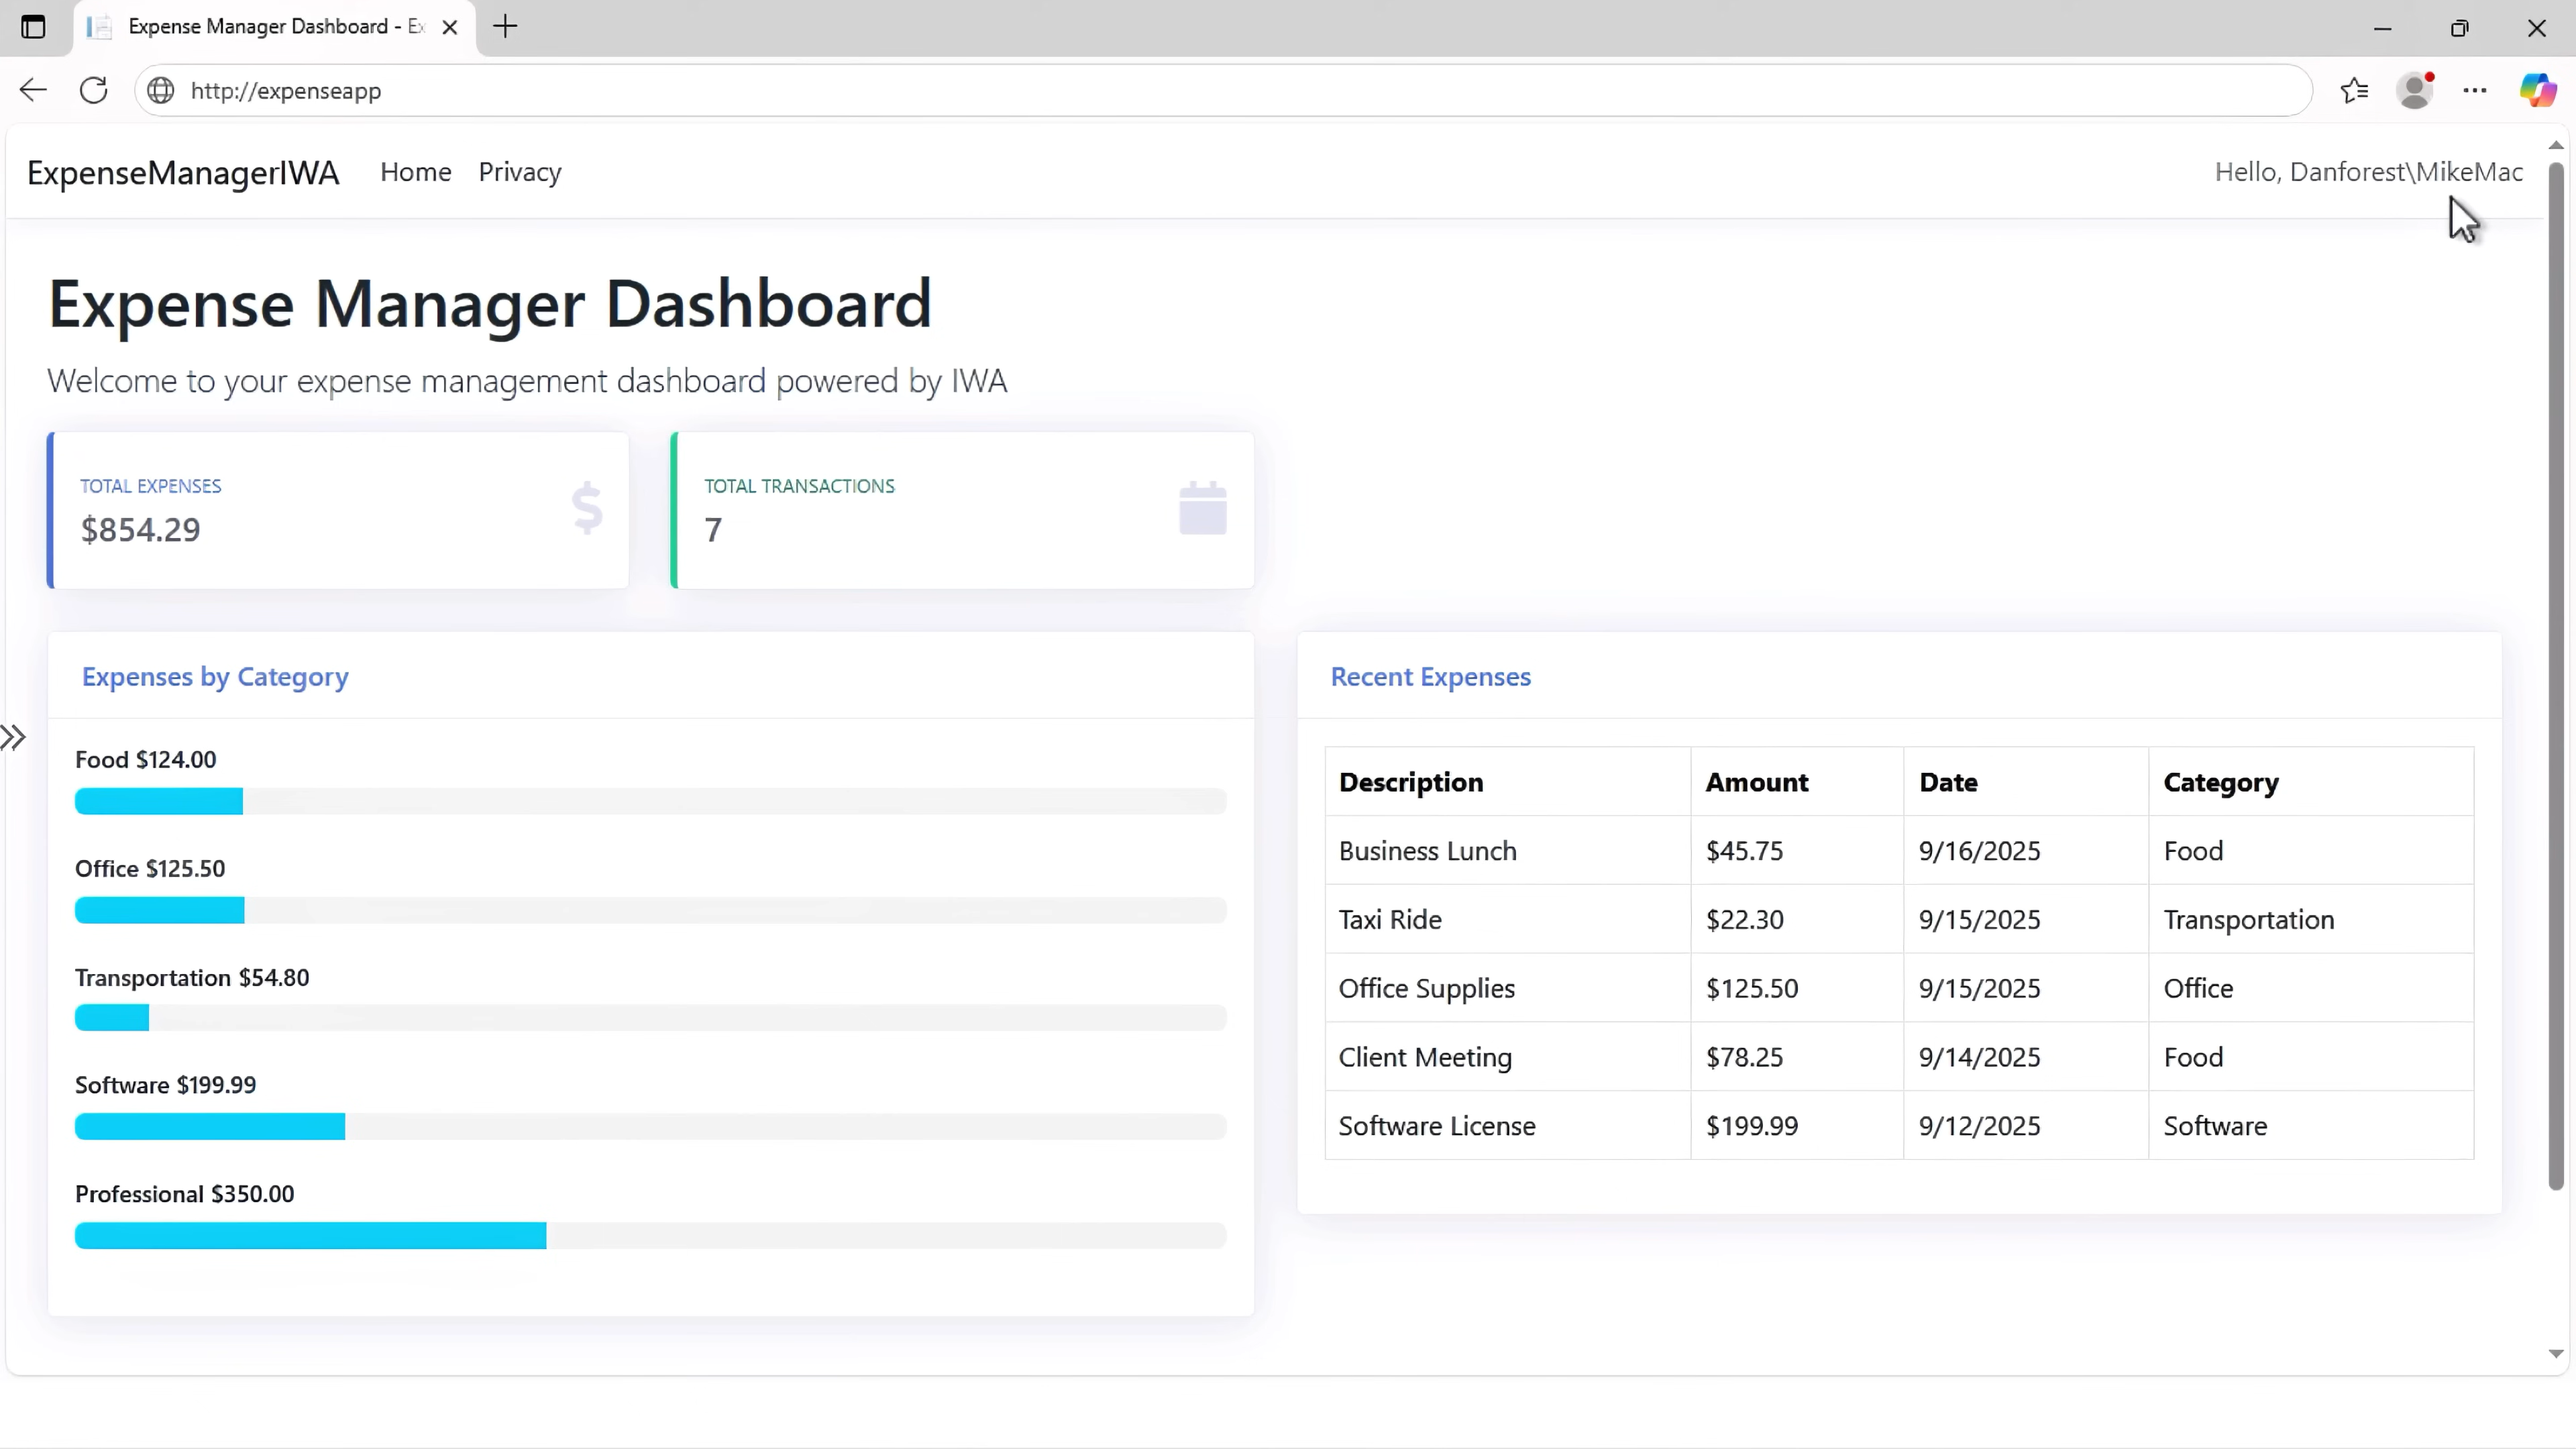 Expense Manager Dashboard - Ex
http://expenseapp
ExpenseManagerIWA Home Privacy Hello, Danforest\MikeMac
Expense Manager Dashboard
Welcome to your expense management dashboard powered by IWA
TOTAL EXPENSES
$854.29
$
TOTAL TRANSACTIONS
7
Expenses by Category
Food $124.00
Office $125.50
Transportation $54.80
Software $199.99
Professional $350.00
Recent Expenses
Description Amount Date Category
Business Lunch $45.75 9/16/2025 Food
Taxi Ride $22.30 9/15/2025 Transportation
Office Supplies $125.50 9/15/2025 Office
Client Meeting $78.25 9/14/2025 Food
Software License $199.99 9/12/2025 Software